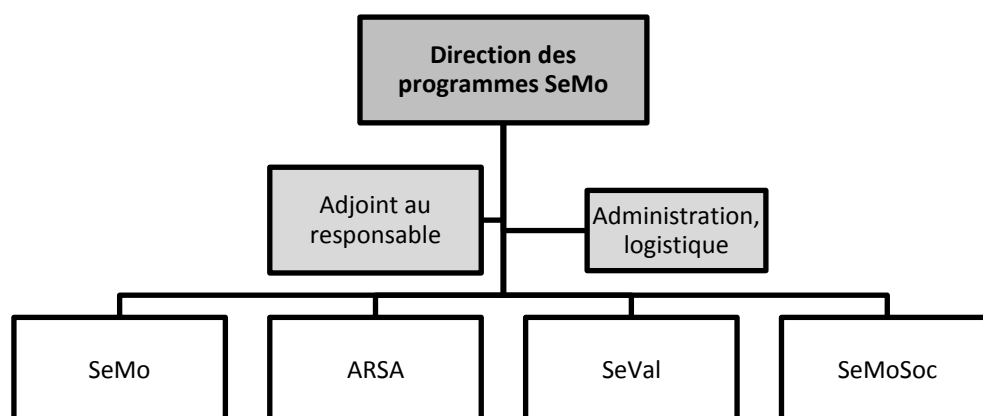 Direction des
programmes SeMo
Adjoint au
responsable
Administration,
logistique
SeMo
ARSA
SeVal
SeMoSoc